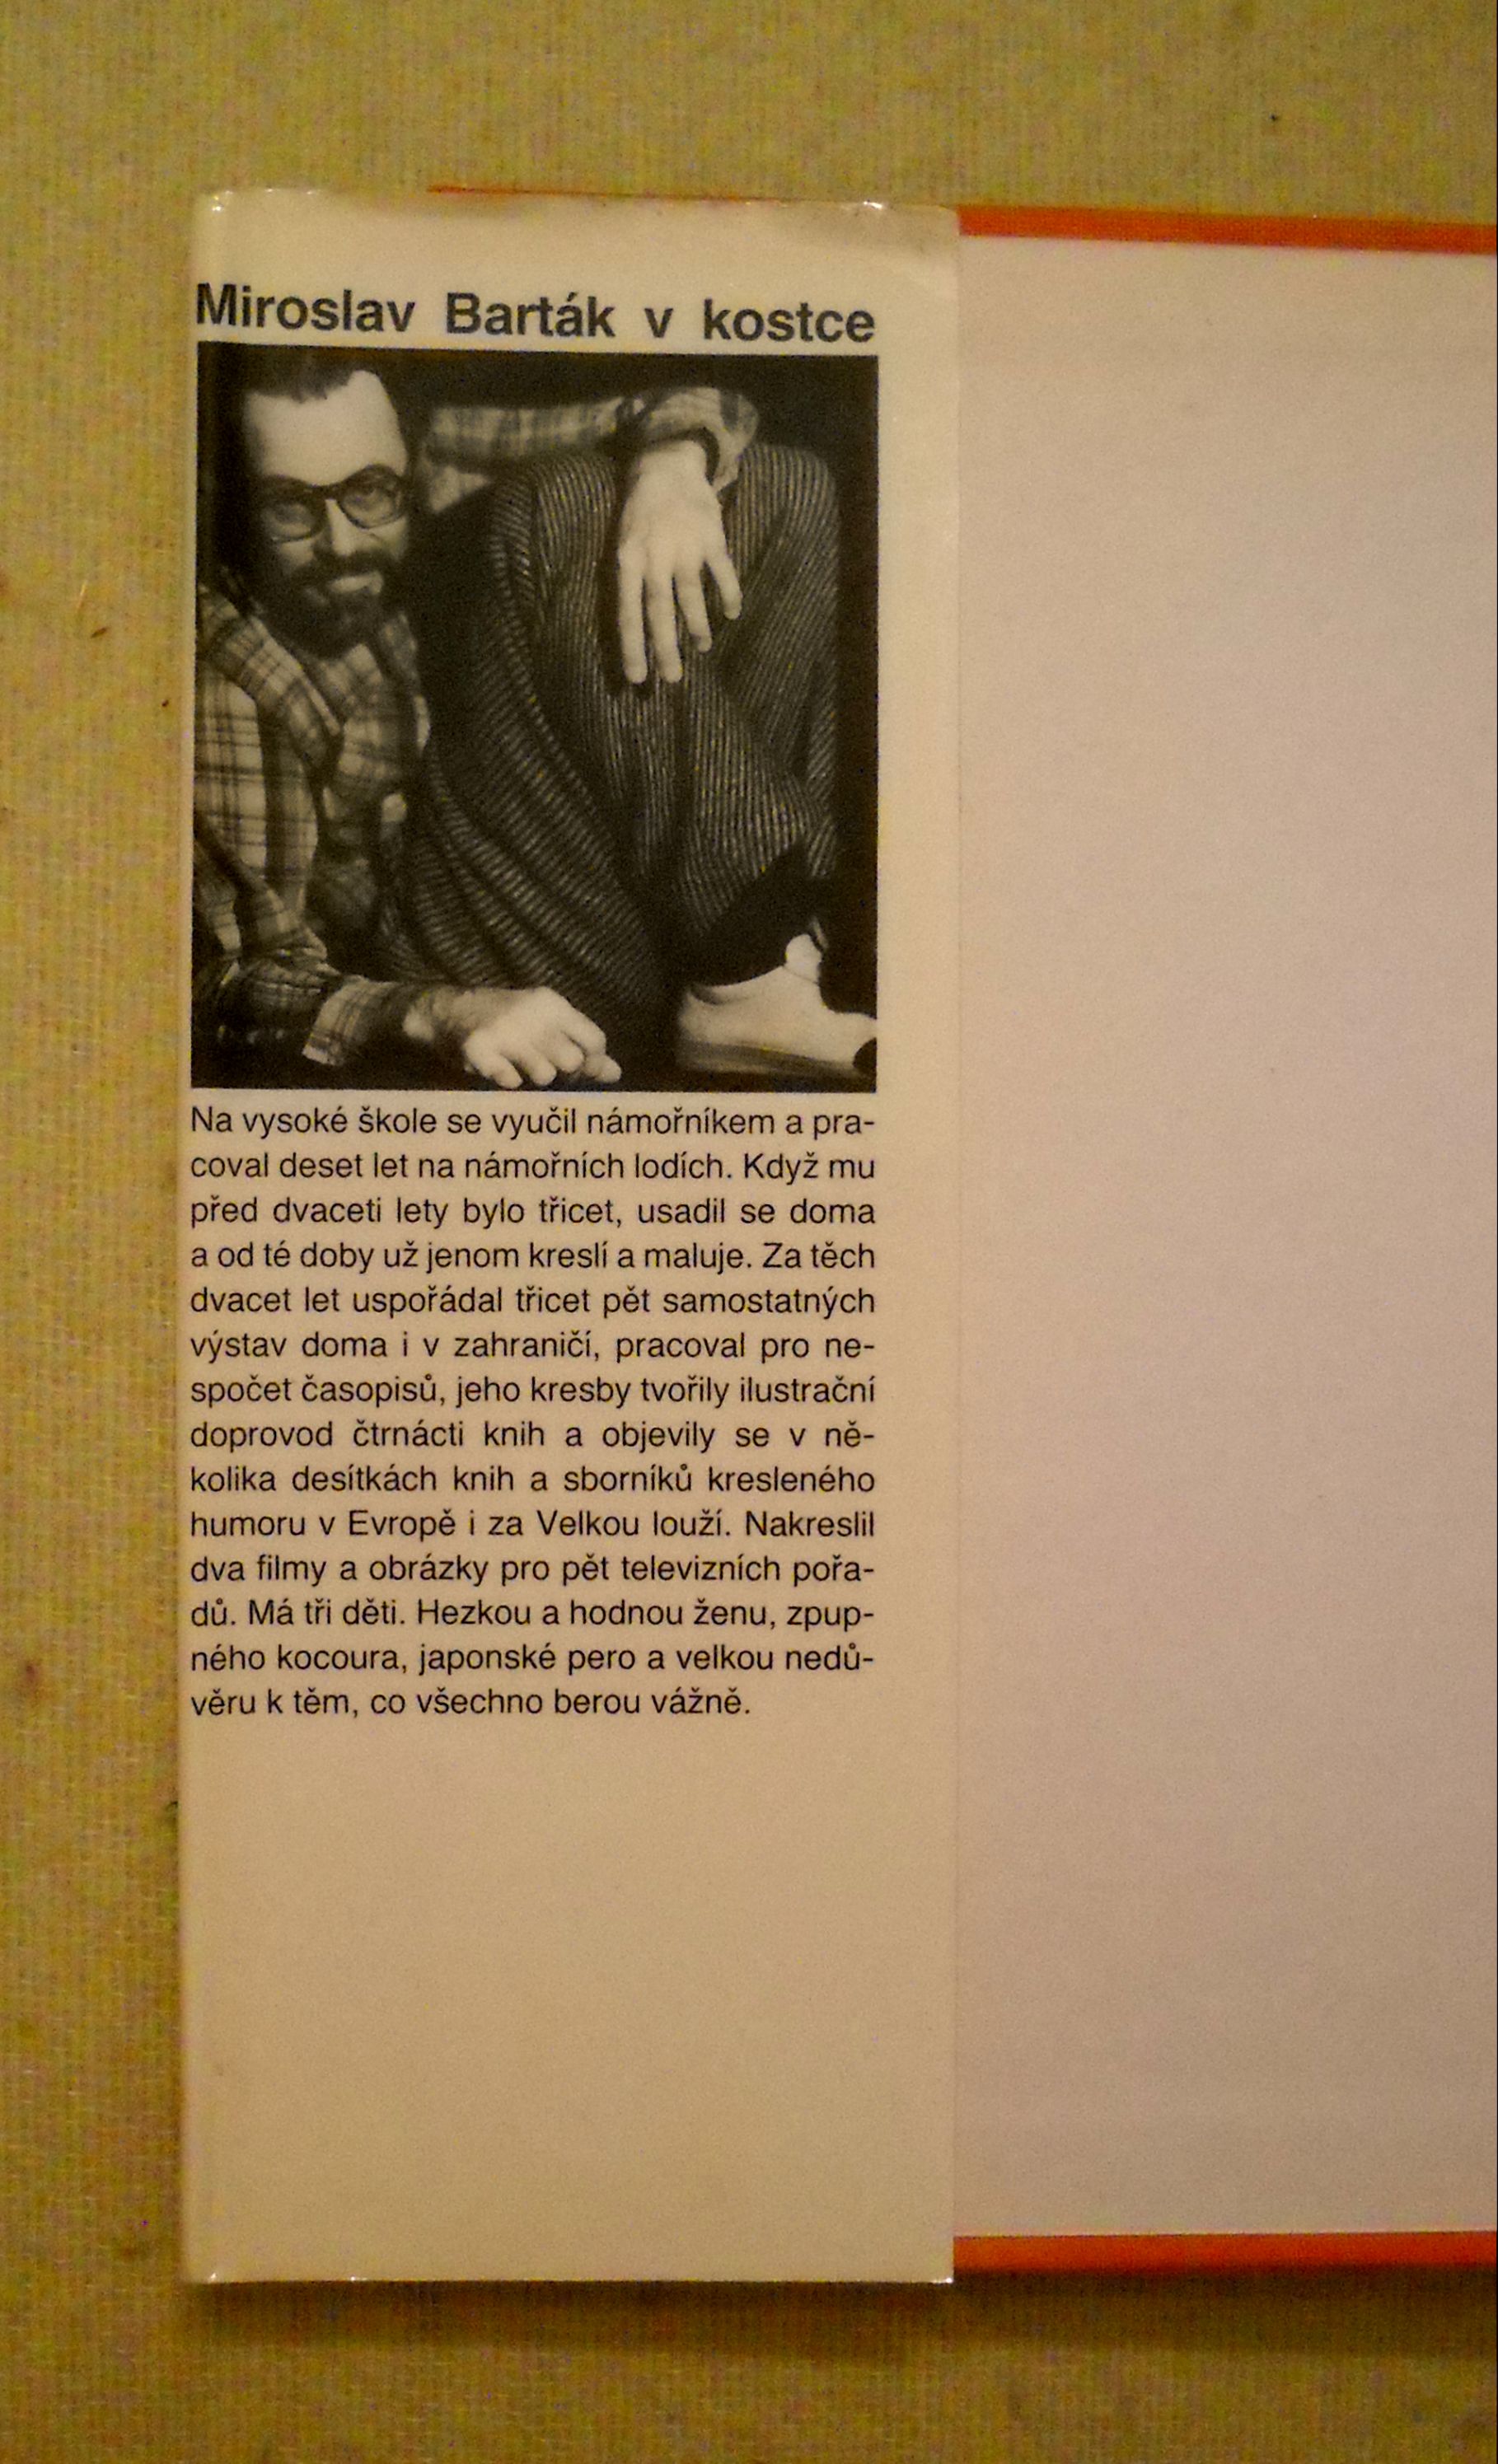 Miroslav Barták v kostce
Na vysoké škole se vyučil námořníkem a pra-
coval deset let na námořních lodích. Když mu
před dvaceti lety bylo třicet, usadil se doma
a od té doby už jenom kreslí a maluje. Za těch
dvacet let uspořádal třicet pět samostatných
výstav doma i v zahraničí, pracoval pro ne-
spočet časopisů, jeho kresby tvořily ilustrační
doprovod čtrnácti knih a objevily se v ně-
kolika desítkách knih a sborníků kresleného
humoru v Evropě i za Velkou louží. Nakreslil
dva filmy a obrázky pro pět televizních pořa-
dů. Má tři děti. Hezkou a hodnou ženu, zpup-
ného kocoura, japonské pero a velkou nedů-
věru k těm, co všechno berou vážně.